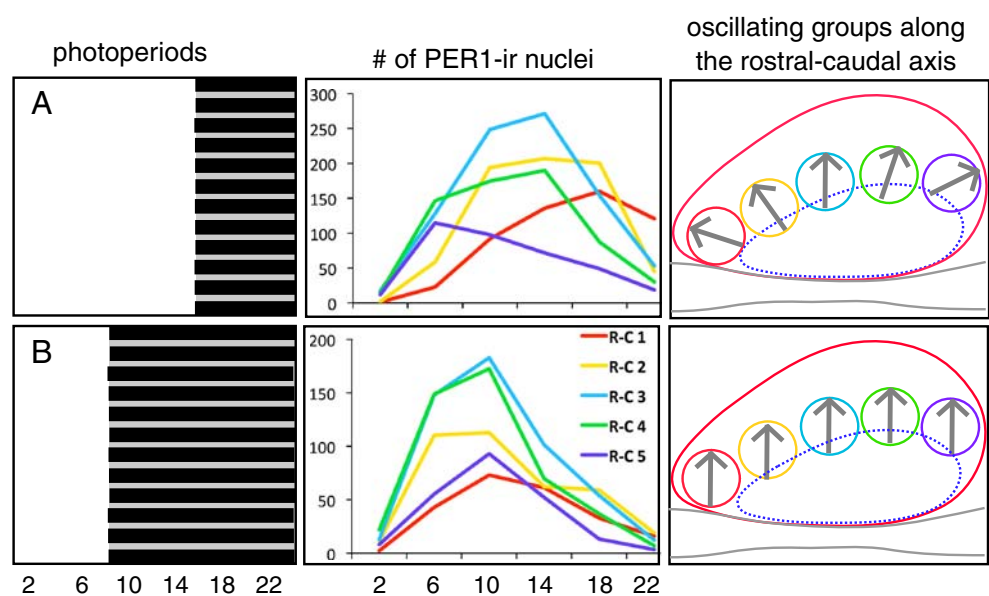 photoperiods
# of PER1-ir nuclei
oscillating groups along
the rostral-caudal axis
A
300
250
200
150
100
50
0
2 6 10 14 18 22
B
200
150
100
50
0
R-C 1
R-C 2
R-C 3
R-C 4
R-C 5
2 6 10 14 18 22
2 6 10 14 18 22